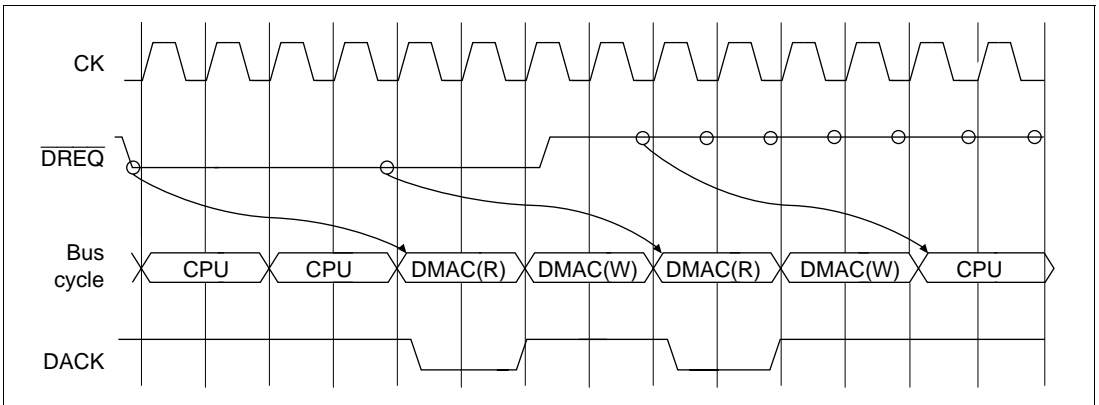 CK
DREQ
Bus cycle
CPU
CPU
DMAC(R)
DMAC(W)
DMAC(R)
DMAC(W)
CPU
DACK